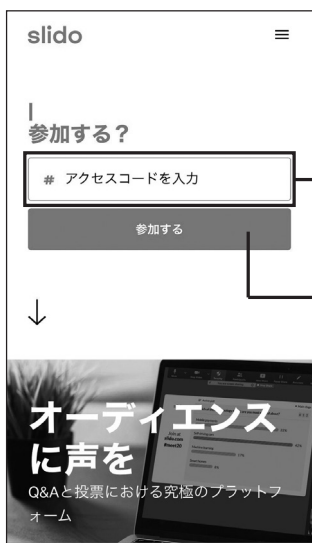 slido
参加する？
# アクセスコードを入力
参加する
オーディエンス
に声を
Q&Aと投票における究極のプラットフ
ォーム